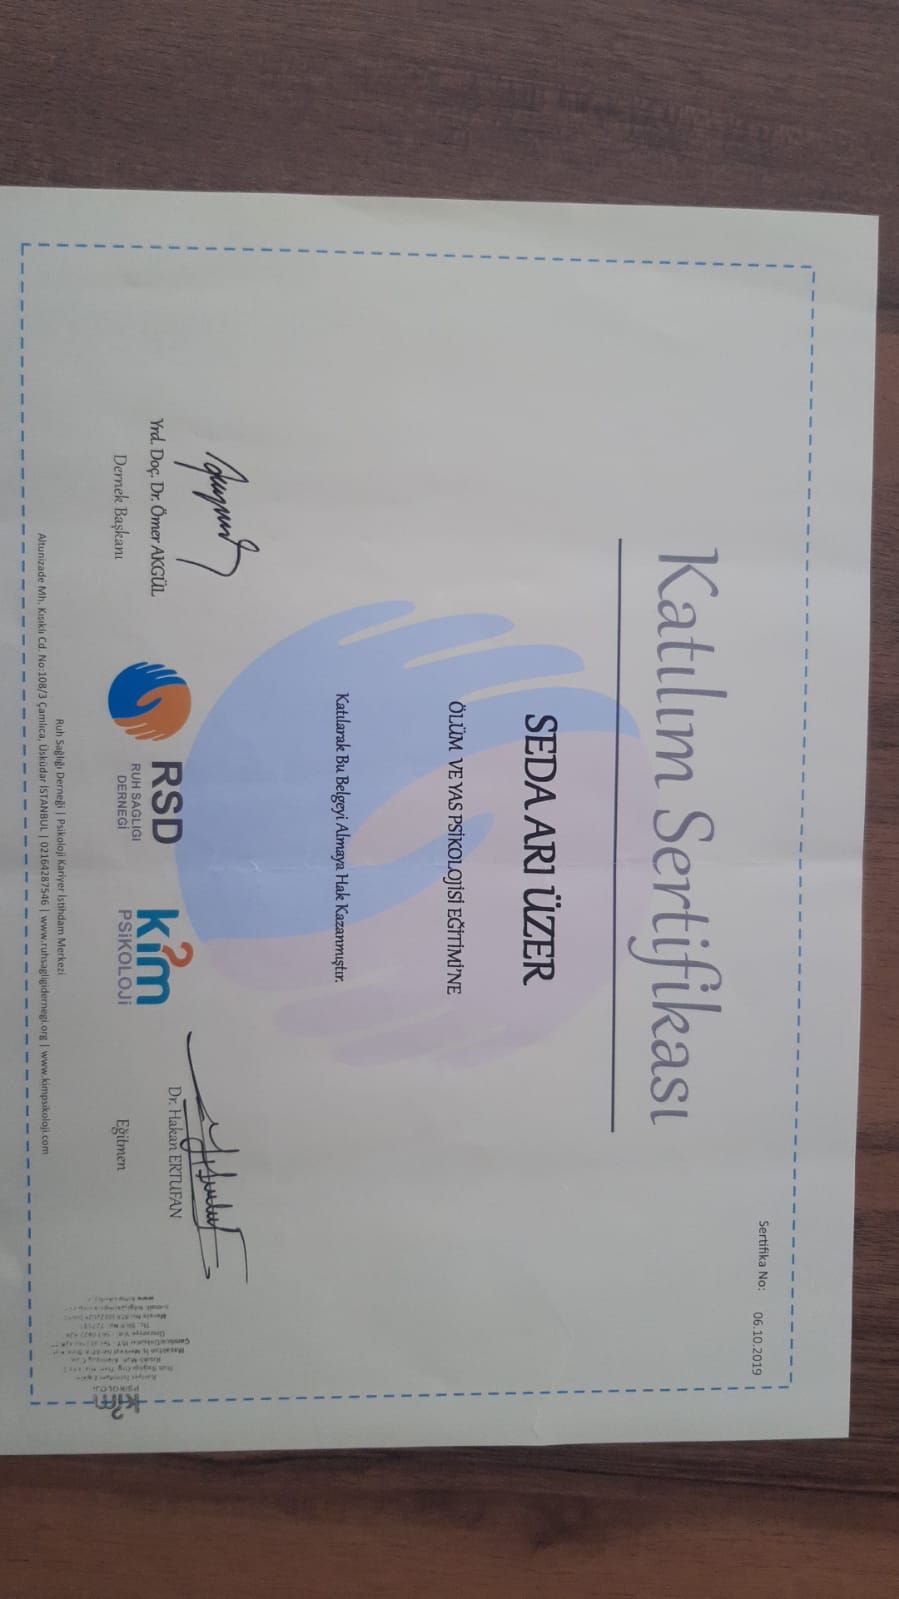 Sertifika No: 06.10.2019
Katılım Sertifikası
SEDA ARI ÜZER
ÖLÜM VE YAS PSİKOLOJİSİ EĞİTİMİ'NE
Katılarak Bu Belgeyi Almaya Hak Kazanmıştır.
Yrd. Doç. Dr. Ömer AKGÜL
Dernek Başkanı
RSD
RUH SAĞLIĞI
DERNEĞİ
kim
PSİKOLOJİ
Dr. Hakan ERTUFAN
Eğitmen
Ruh Sağlığı Derneği | Psikoloji Kariyer İstihdam Merkezi
Altunizade Mh. Kısıklı Cd. No:108/3 Çamlıca, Üsküdar İSTANBUL | 02164287546 | www.ruhsagligidernegi.org | www.kimpsikoloji.com
kim
PSİKOLOJİ